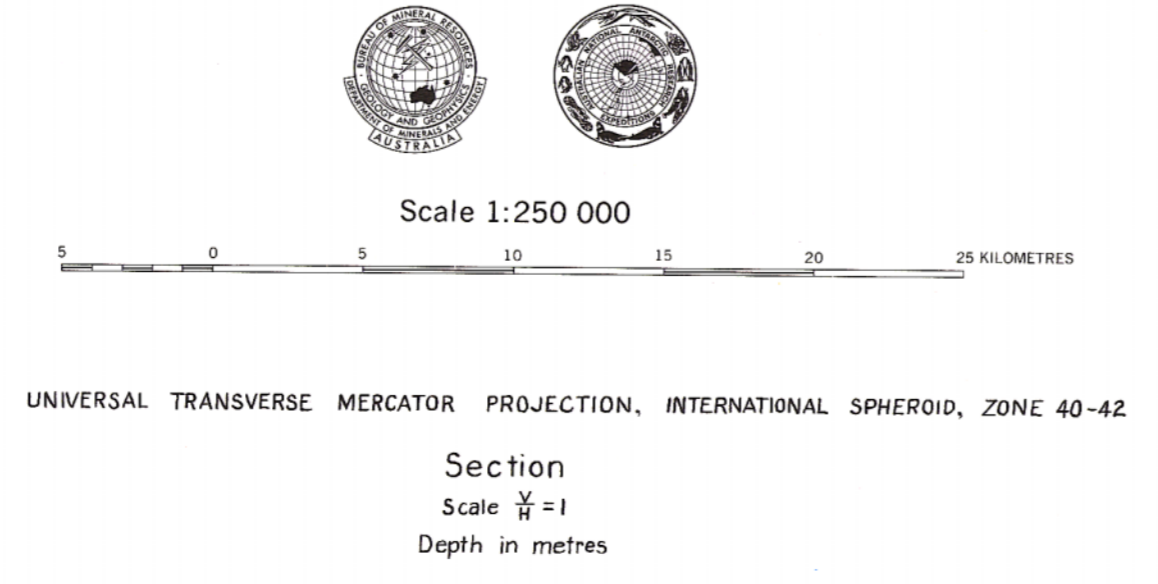 BUREAU OF MINERAL RESOURCES
GEOLOGY AND GEOPHYSICS
DEPARTMENT OF MINERALS AND ENERGY
AUSTRALIA
AUSTRALIAN NATIONAL ANTARCTIC RESEARCH EXPEDITIONS
Scale 1:250 000
5 0 5 10 15 20 25 KILOMETRES
UNIVERSAL TRANSVERSE MERCATOR PROJECTION, INTERNATIONAL SPHEROID, ZONE 40-42
Section
Scale V/H = 1
Depth in metres